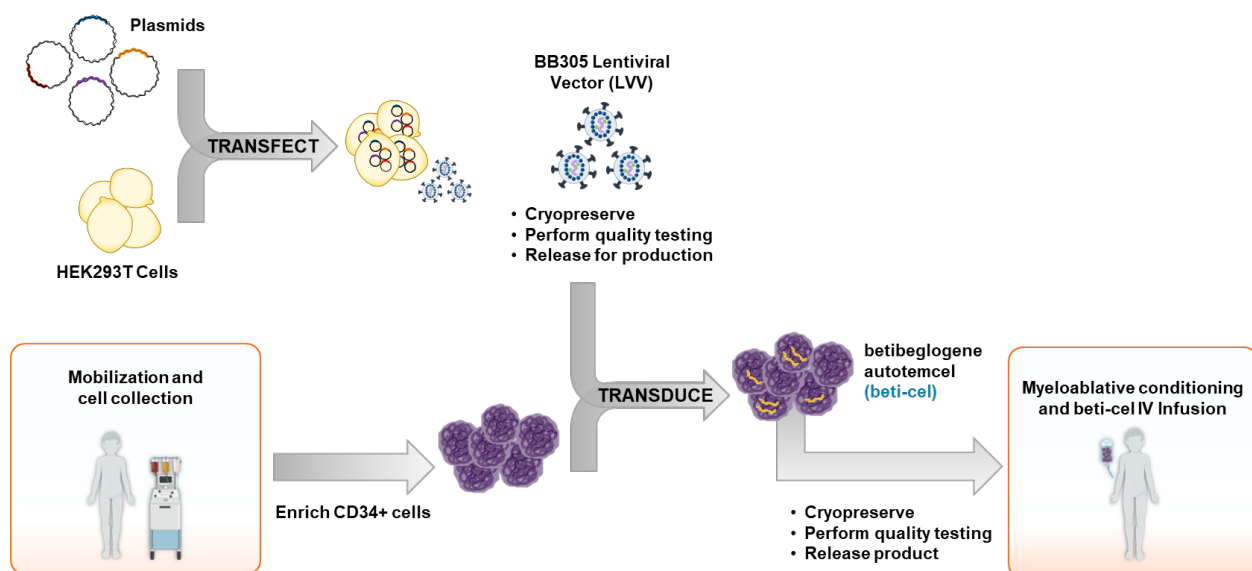 Plasmids
TRANSFECT
HEK293T Cells
BB305 Lentiviral
Vector (LVV)
• Cryopreserve
• Perform quality testing
• Release for production
Mobilization and
cell collection
Enrich CD34+ cells
TRANSDUCE
betibeglogene
autotemcel
(beti-cel)
• Cryopreserve
• Perform quality testing
• Release product
Myeloablative conditioning
and beti-cel IV Infusion